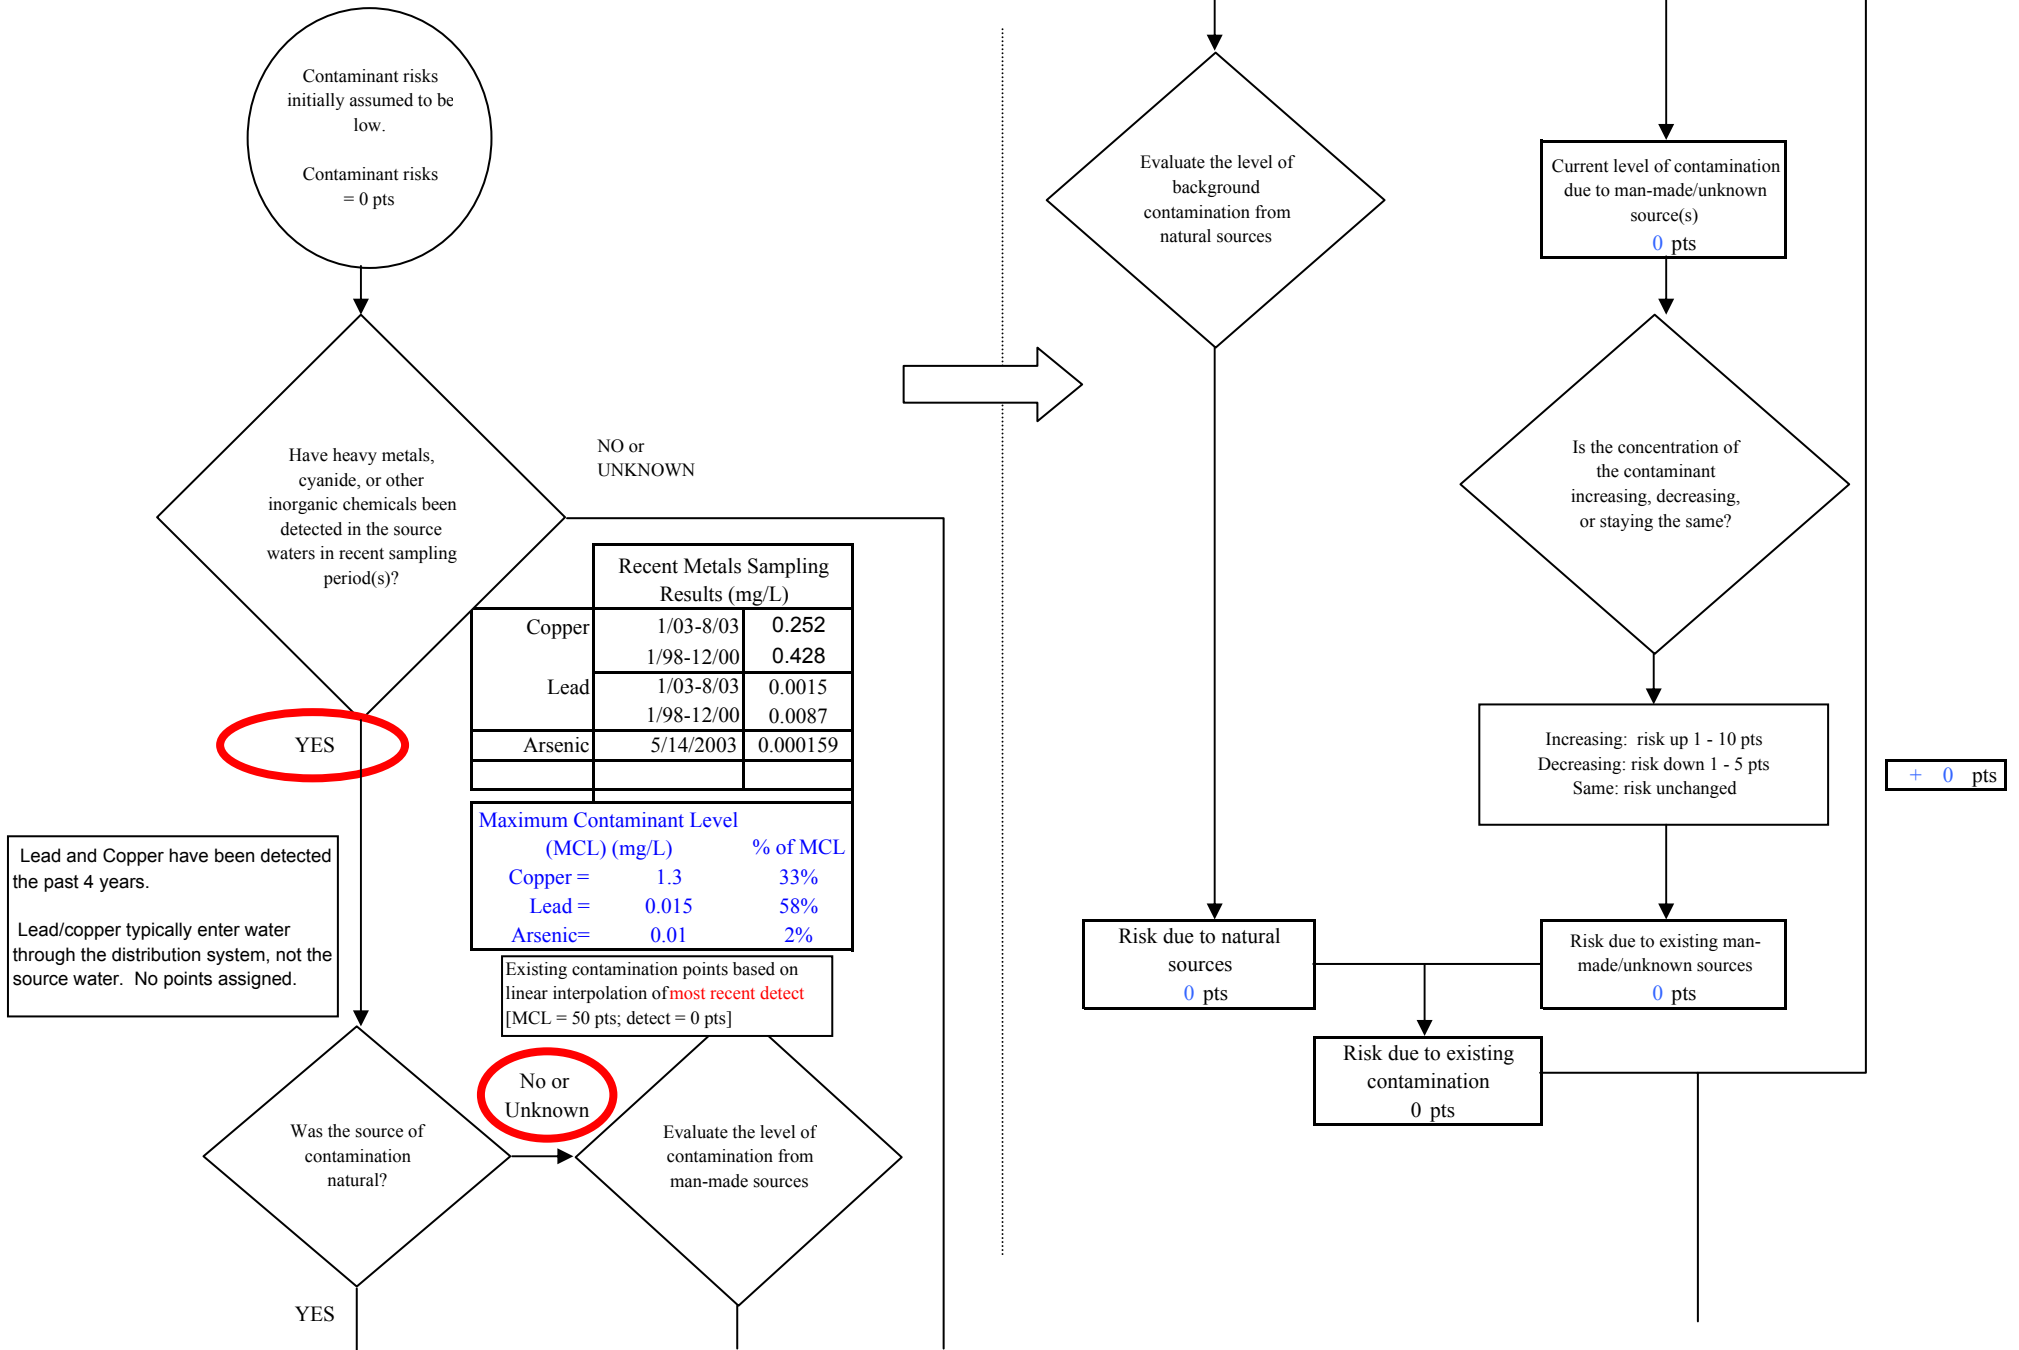 Contaminant risks
initially assumed to be
low.
Contaminant risks
= 0 pts
Have heavy metals,
cyanide, or other
inorganic chemicals been
detected in the source
waters in recent sampling
period(s)?
NO or
UNKNOWN
YES
Recent Metals Sampling
Results (mg/L)
Copper 1/03-8/03 0.252
1/98-12/00 0.428
Lead 1/03-8/03 0.0015
1/98-12/00 0.0087
Arsenic 5/14/2003 0.000159
Maximum Contaminant Level
(MCL) (mg/L) % of MCL
Copper = 1.3 33%
Lead = 0.015 58%
Arsenic= 0.01 2%
Lead and Copper have been detected
the past 4 years.
Lead/copper typically enter water
through the distribution system, not the
source water. No points assigned.
Existing contamination points based on
linear interpolation of most recent detect
[MCL = 50 pts; detect = 0 pts]
Was the source of
contamination
natural?
No or
Unknown
Evaluate the level of
contamination from
man-made sources
YES
Evaluate the level of
background
contamination from
natural sources
Current level of contamination
due to man-made/unknown
source(s)
0 pts
Is the concentration of
the contaminant
increasing, decreasing,
or staying the same?
Increasing: risk up 1 - 10 pts
Decreasing: risk down 1 - 5 pts
Same: risk unchanged
+ 0 pts
Risk due to natural
sources
0 pts
Risk due to existing man-
made/unknown sources
0 pts
Risk due to existing
contamination
0 pts